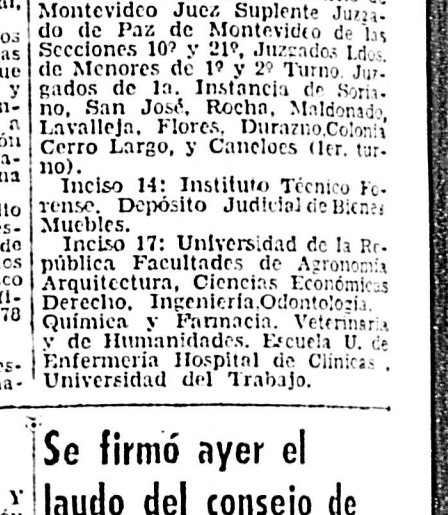 Montevideo Juez Suplente Juzga-
do de Paz de Montevideo de las
Secciones 10º y 21º, Juzgados Ldos.
de Menores de 1º y 2º Turno. Juz-
gados de 1a. Instancia de Soria-
no, San José, Rocha, Maldonado,
Lavalleja, Flores, Durazno,Colonia
Cerro Largo, y Caneloes (1er. tur-
no).
Inciso 14: Instituto Técnico Fo-
rense. Depósito Judicial de Bienes
Muebles.
Inciso 17: Universidad de la Re-
pública Facultades de Agronomía
Arquitectura, Ciencias Económicas
Derecho, Ingeniería.Odontología.
Química y Farmacia. Veterinaria
y de Humanidades. Escuela U. de
Enfermería Hospital de Clínicas .
Universidad del Trabajo.
Se firmó ayer el
laudo del consejo de